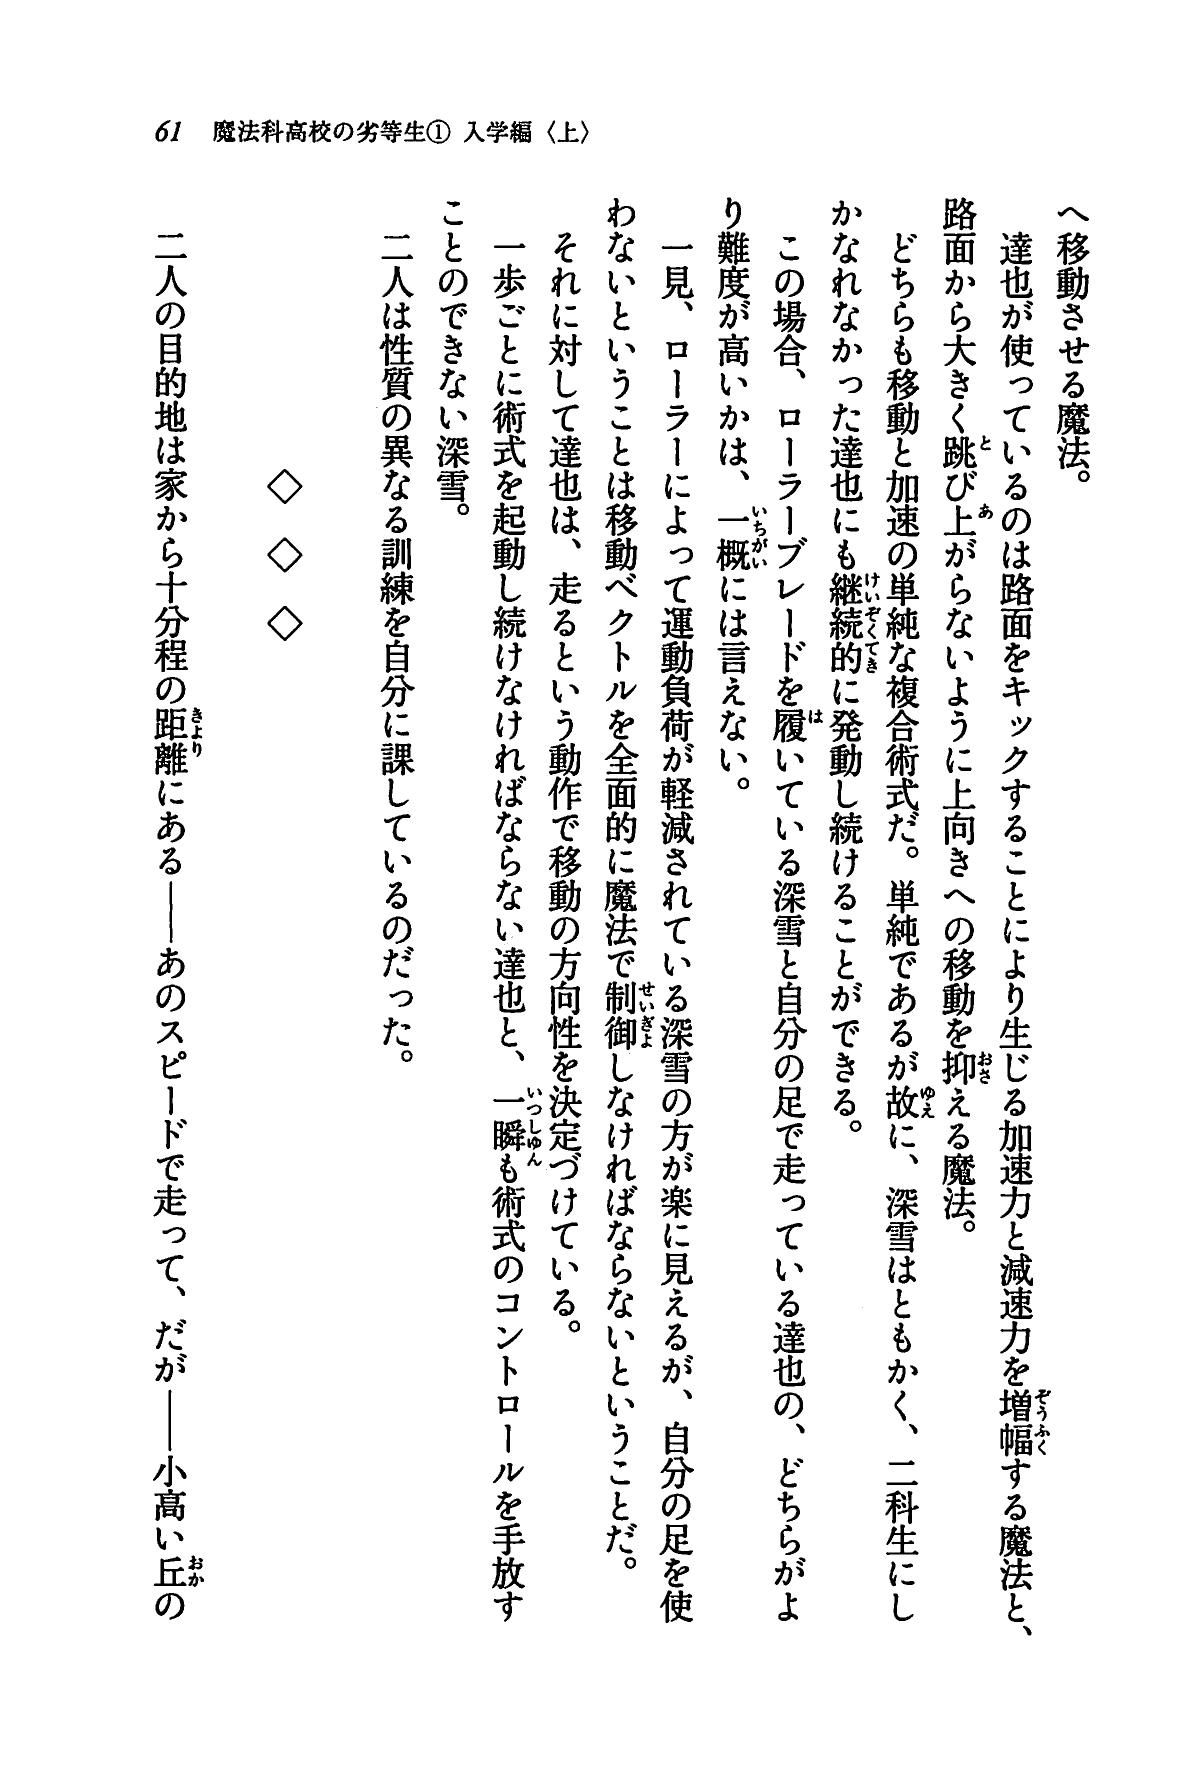 61 魔法科高校の劣等生① 入学編〈上〉
へ移動させる魔法。
達也が使っているのは路面をキックすることにより生じる加速力と減速力を増幅する魔法と、
路面から大きく跳び上がらないように上向きへの移動を抑える魔法。
どちらも移動と加速の単純な複合術式だ。単純であるが故に、深雪はともかく、二科生にし
かなれなかった達也にも継続的に発動し続けることができる。
この場合、ローラーブレードを履いている深雪と自分の足で走っている達也の、どちらがよ
り難度が高いかは、一概には言えない。
一見、ローラーによって運動負荷が軽減されている深雪の方が楽に見えるが、自分の足を使
わないということは移動ベクトルを全面的に魔法で制御しなければならないということだ。
それに対して達也は、走るという動作で移動の方向性を決定づけている。
一歩ごとに術式を起動し続けなければならない達也と、一瞬も術式のコントロールを手放す
ことのできない深雪。
二人は性質の異なる訓練を自分に課しているのだった。
◇ ◇ ◇
二人の目的地は家から十分程の距離にある――あのスピードで走って、だが――小高い丘の